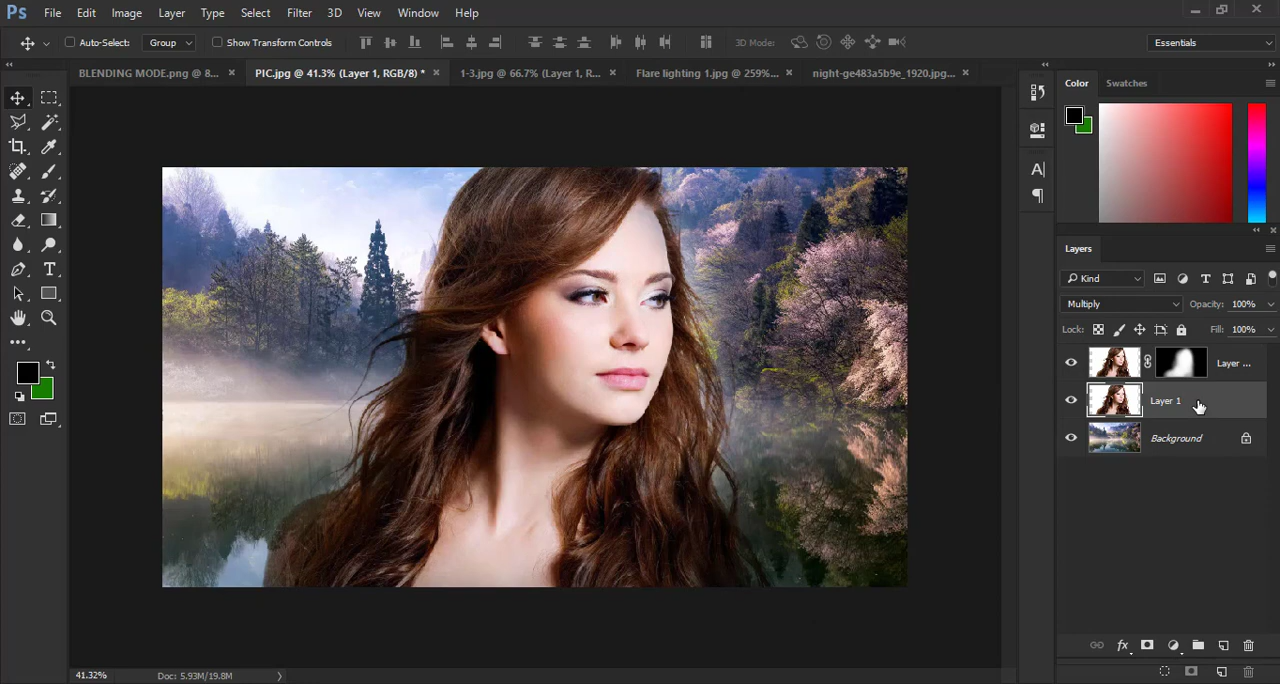 Ps File Edit Image Layer Type Select Filter 3D View Window Help
Auto-Select: Group Show Transform Controls 3D Mode: Essentials
BLENDING MODE.png @ 8... × PIC.jpg @ 41.3% (Layer 1, RGB/8) * × 1-3.jpg @ 66.7% (Layer 1, R... × Flare lighting 1.jpg @ 259%... × night-ge483a5b9e_1920.jpg... ×
Color Swatches
Layers
Kind
Multiply Opacity: 100%
Lock: Fill: 100%
Layer ...
Layer 1
Background
41.32% Doc: 5.93M/19.8M